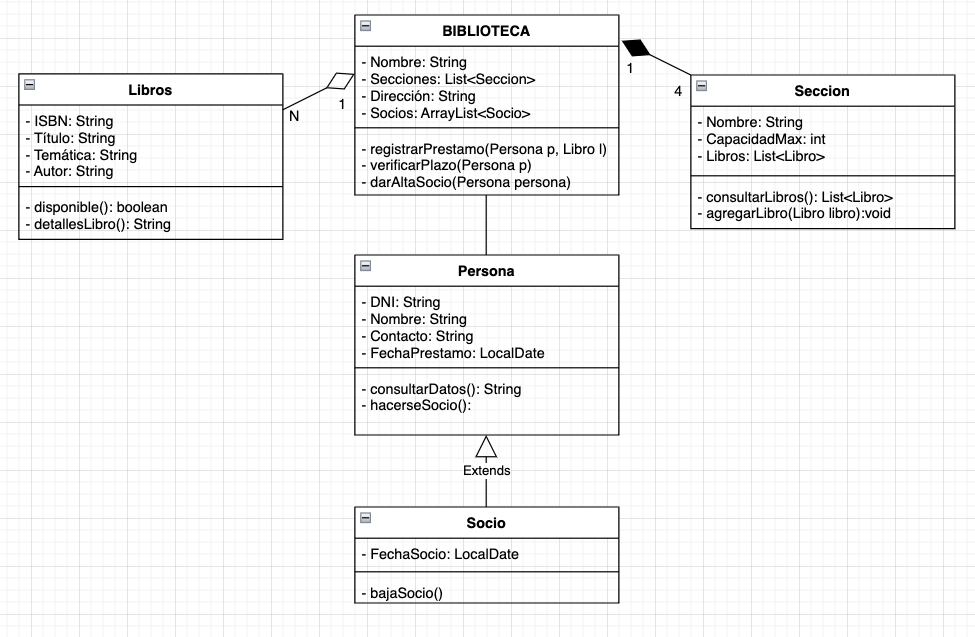 BIBLIOTECA
- Nombre: String
- Secciones: List<Seccion>
- Dirección: String
- Socios: ArrayList<Socio>
- registrarPrestamo(Persona p, Libro l)
- verificarPlazo(Persona p)
- darAltaSocio(Persona persona)
Libros
- ISBN: String
- Título: String
- Temática: String
- Autor: String
- disponible(): boolean
- detallesLibro(): String
N
1
1
4
Seccion
- Nombre: String
- CapacidadMax: int
- Libros: List<Libro>
- consultarLibros(): List<Libro>
- agregarLibro(Libro libro):void
Persona
- DNI: String
- Nombre: String
- Contacto: String
- FechaPrestamo: LocalDate
- consultarDatos(): String
- hacerseSocio():
Extends
Socio
- FechaSocio: LocalDate
- bajaSocio()